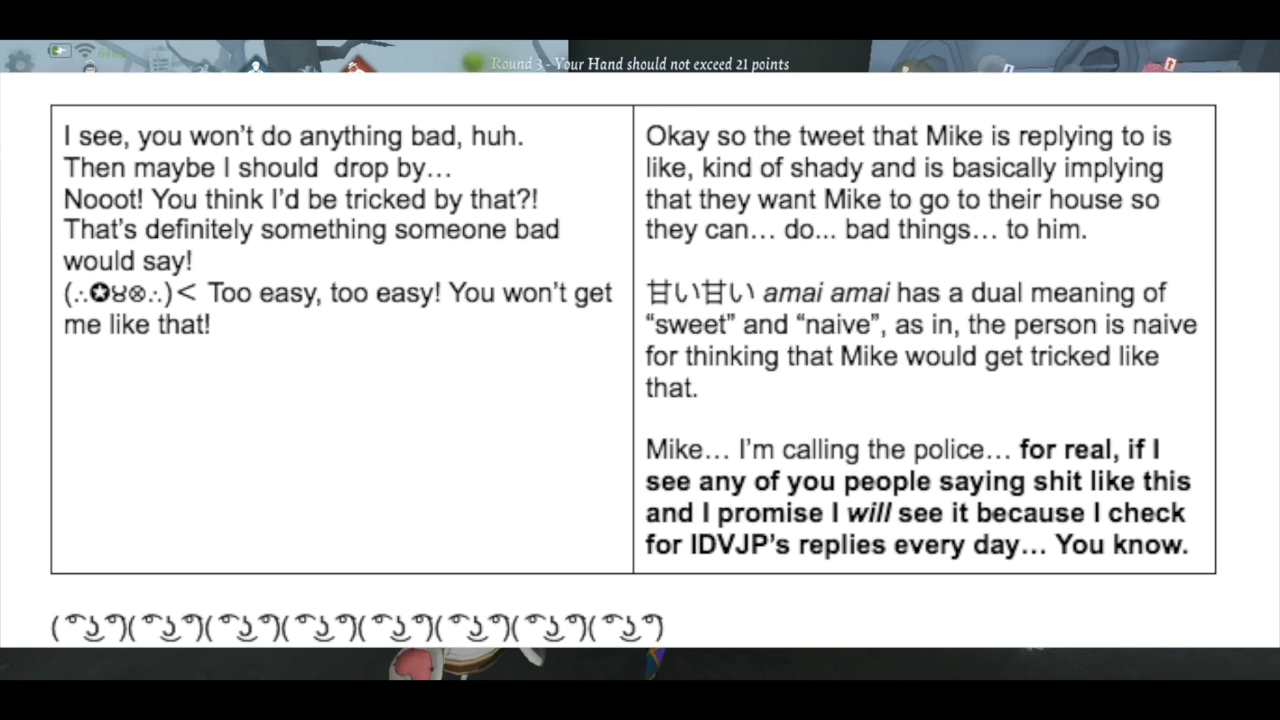 Round 3 - Your Hand should not exceed 21 points
I see, you won't do anything bad, huh.
Then maybe I should  drop by…
Nooot! You think I'd be tricked by that?!
That's definitely something someone bad
would say!
(∴✪ㅂ⊗∴)< Too easy, too easy! You won't get
me like that!
Okay so the tweet that Mike is replying to is
like, kind of shady and is basically implying
that they want Mike to go to their house so
they can… do... bad things… to him.
甘い甘い amai amai has a dual meaning of
“sweet” and “naive”, as in, the person is naive
for thinking that Mike would get tricked like
that.
Mike… I'm calling the police… for real, if I
see any of you people saying shit like this
and I promise I will see it because I check
for IDVJP's replies every day… You know.
( ͡° ͜ʖ ͡°)( ͡° ͜ʖ ͡°)( ͡° ͜ʖ ͡°)( ͡° ͜ʖ ͡°)( ͡° ͜ʖ ͡°)( ͡° ͜ʖ ͡°)( ͡° ͜ʖ ͡°)( ͡° ͜ʖ ͡°)